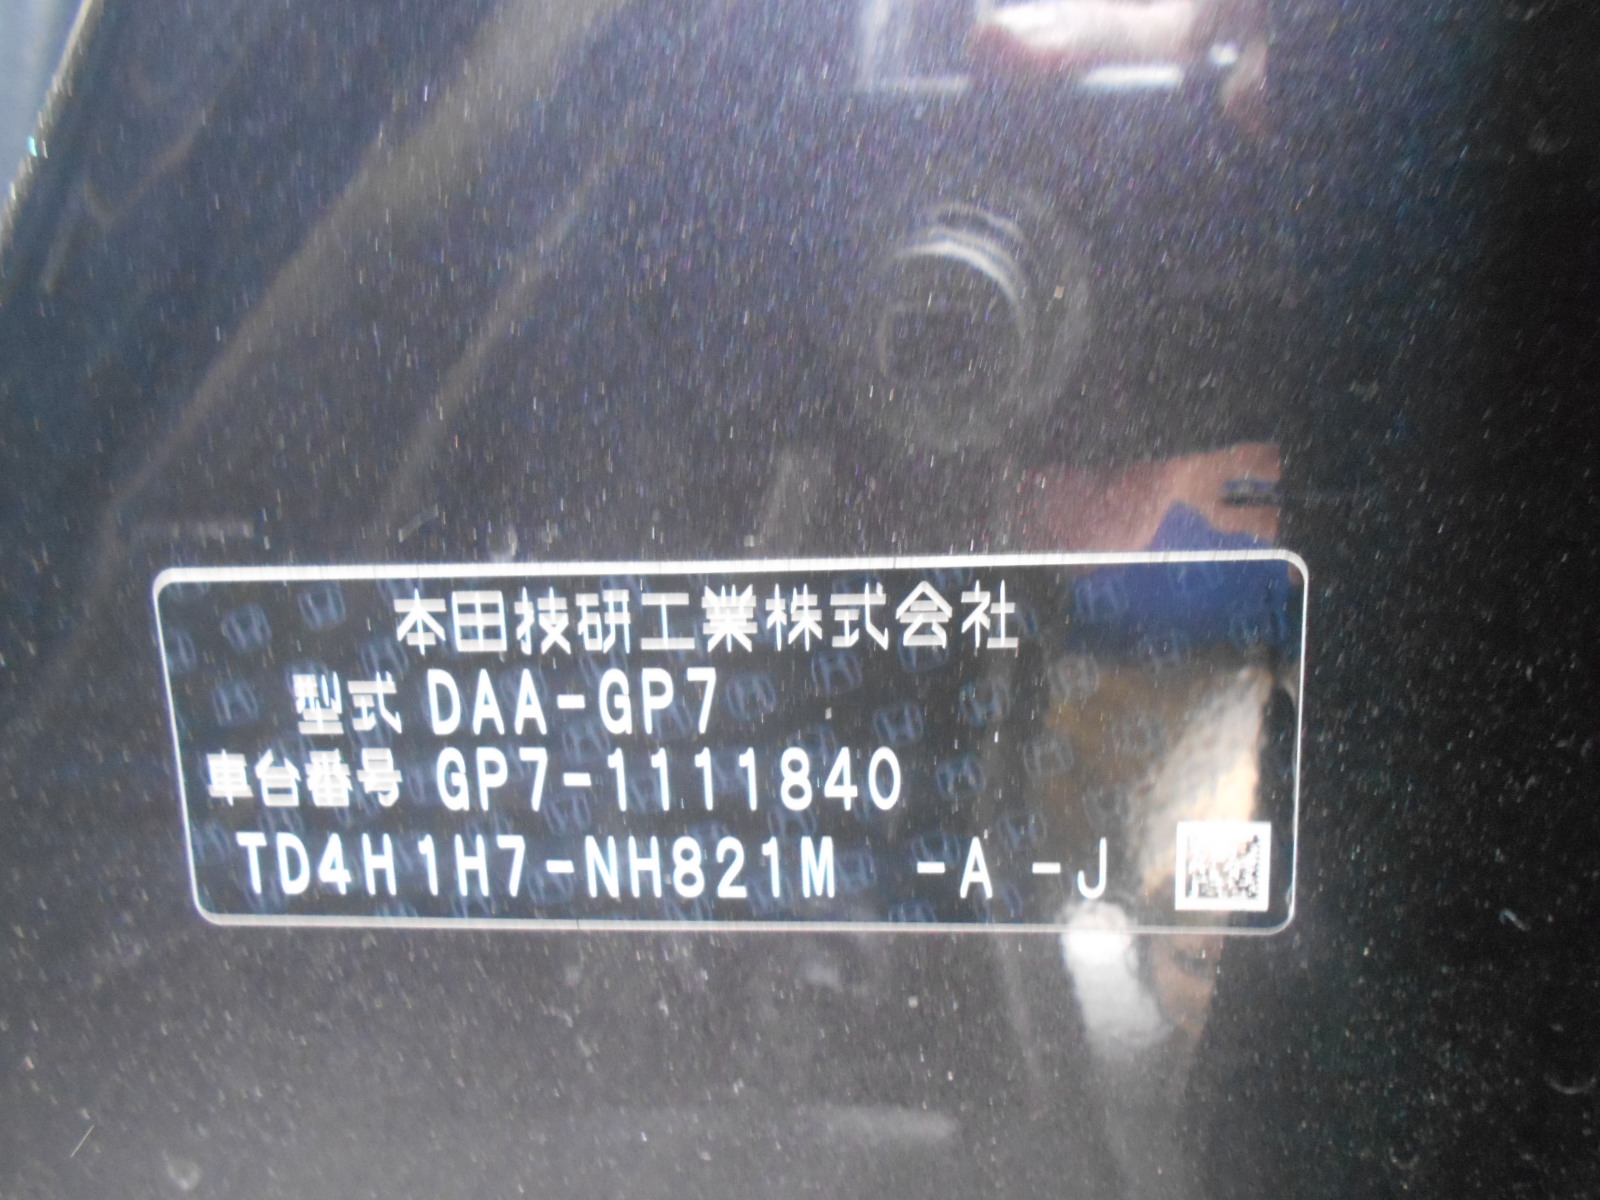 本田技研工業株式会社
型式 DAA-GP7
車台番号 GP7-1111840
TD4H1H7-NH821M -A -J